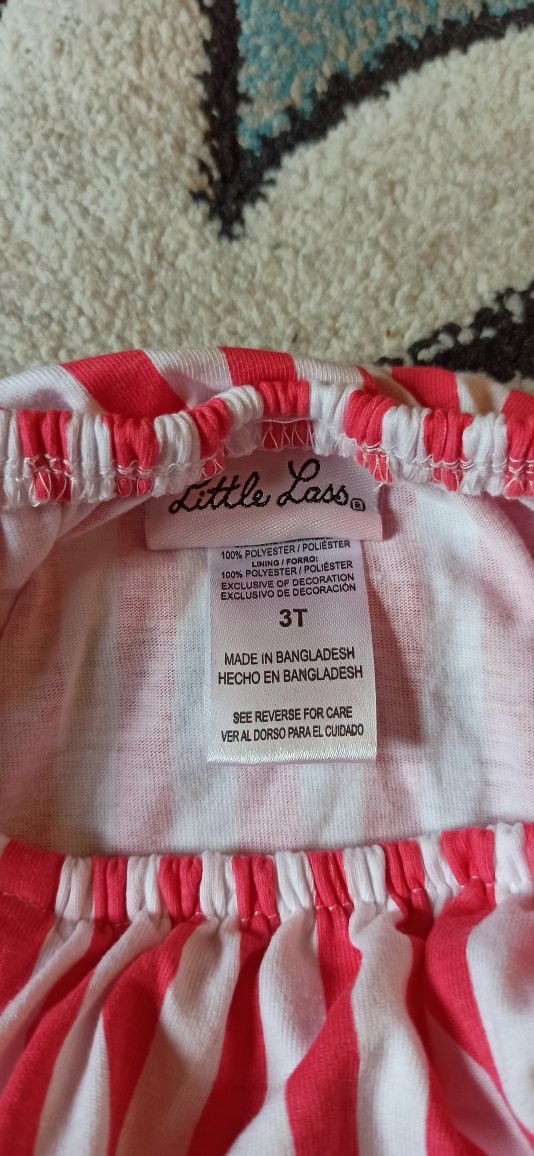 Little Lass®
100% POLYESTER / POLIÉSTER
LINING / FORRO:
100% POLYESTER / POLIÉSTER
EXCLUSIVE OF DECORATION
EXCLUSIVO DE DECORACIÓN
3T
MADE IN BANGLADESH
HECHO EN BANGLADESH
SEE REVERSE FOR CARE
VER AL DORSO PARA EL CUIDADO